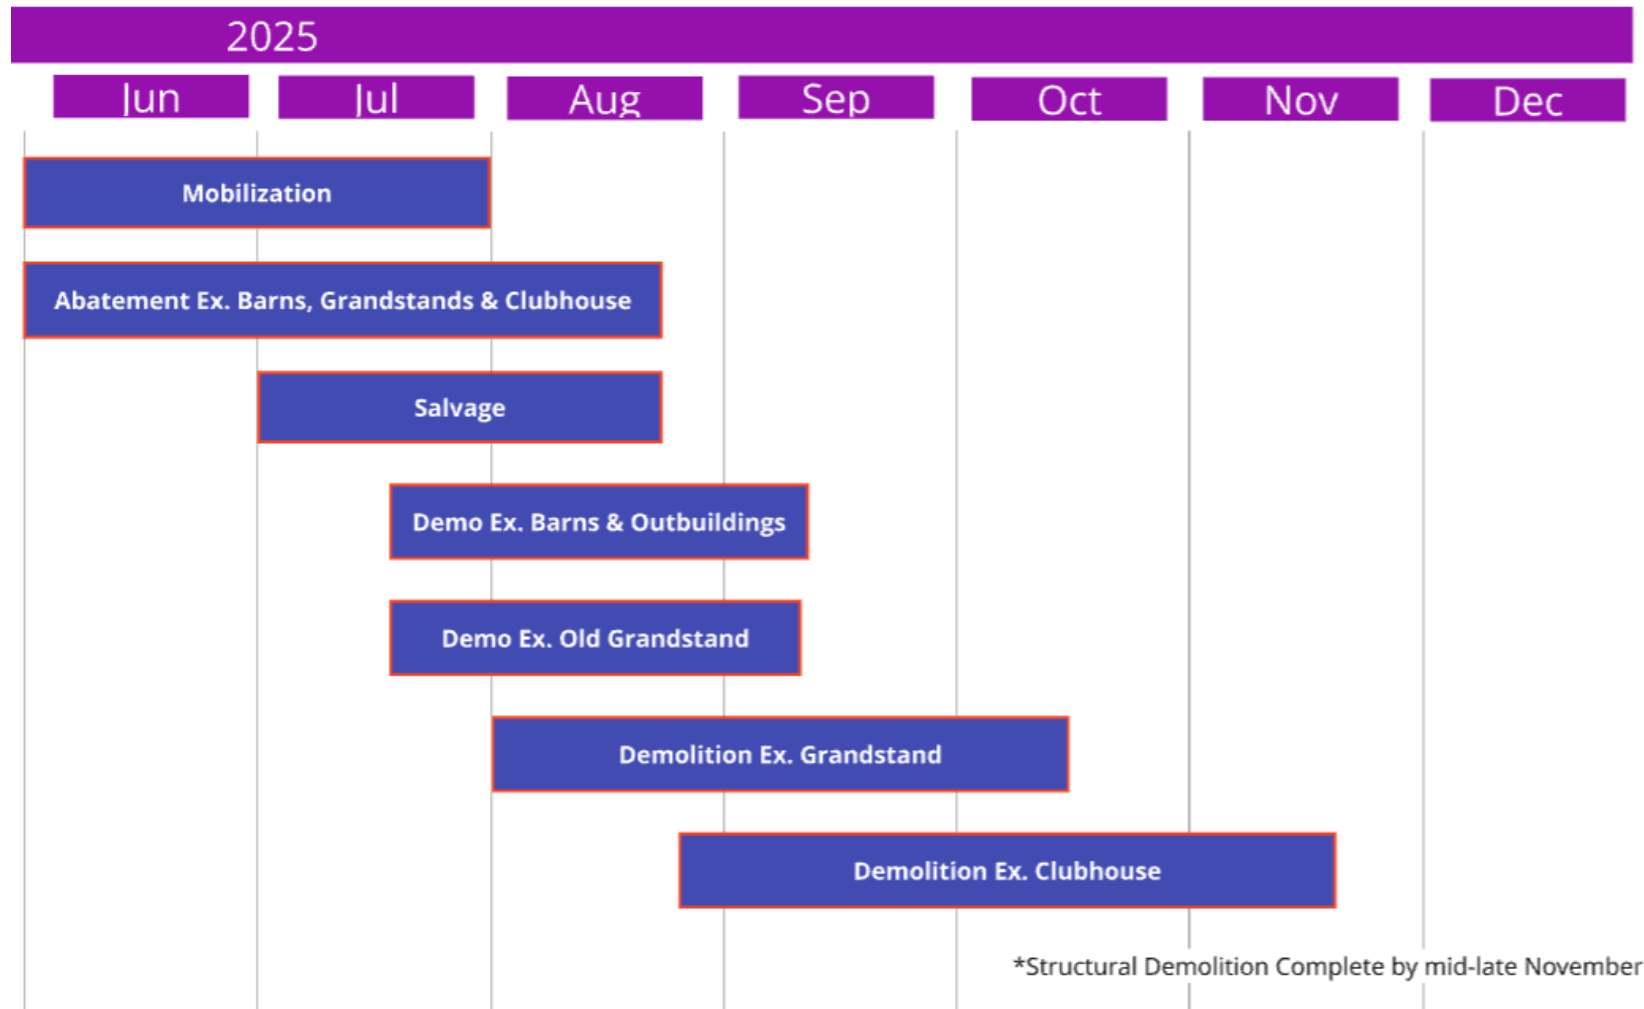 2025
Jun Jul Aug Sep Oct Nov Dec
Mobilization
Abatement Ex. Barns, Grandstands & Clubhouse
Salvage
Demo Ex. Barns & Outbuildings
Demo Ex. Old Grandstand
Demolition Ex. Grandstand
Demolition Ex. Clubhouse
*Structural Demolition Complete by mid-late November